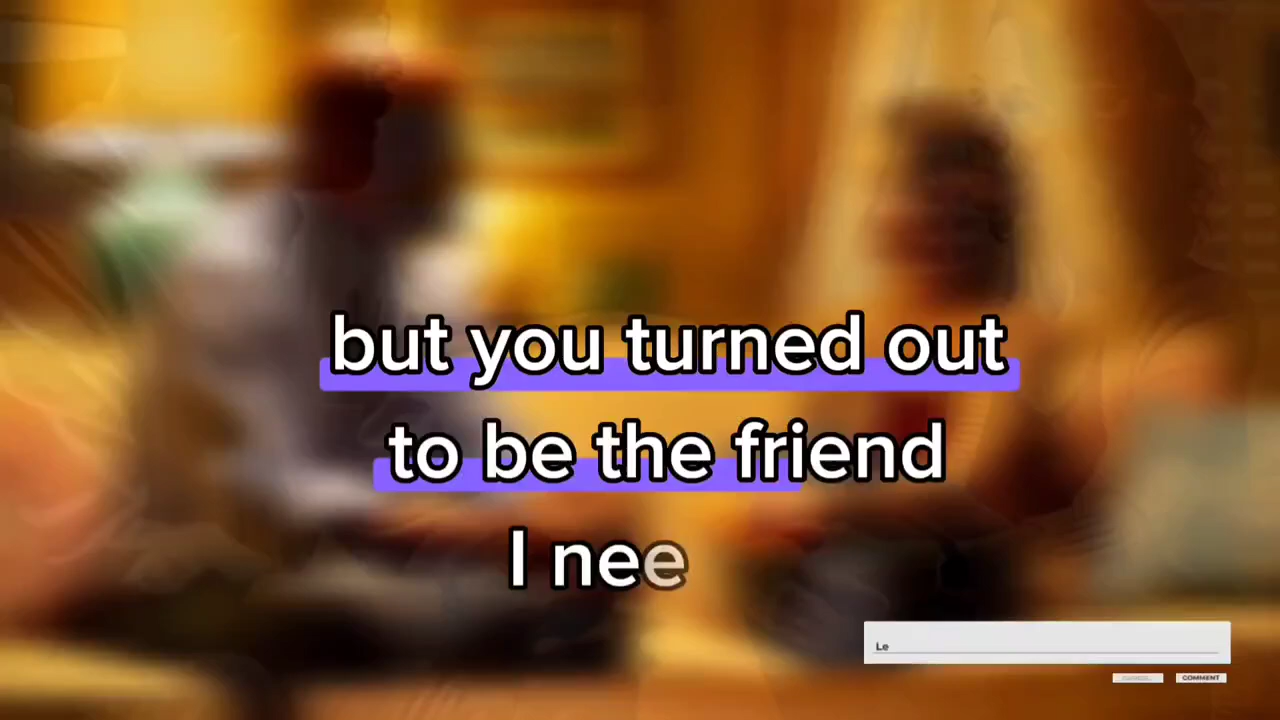 but you turned out
to be the friend
I nee
Le
COMMENT